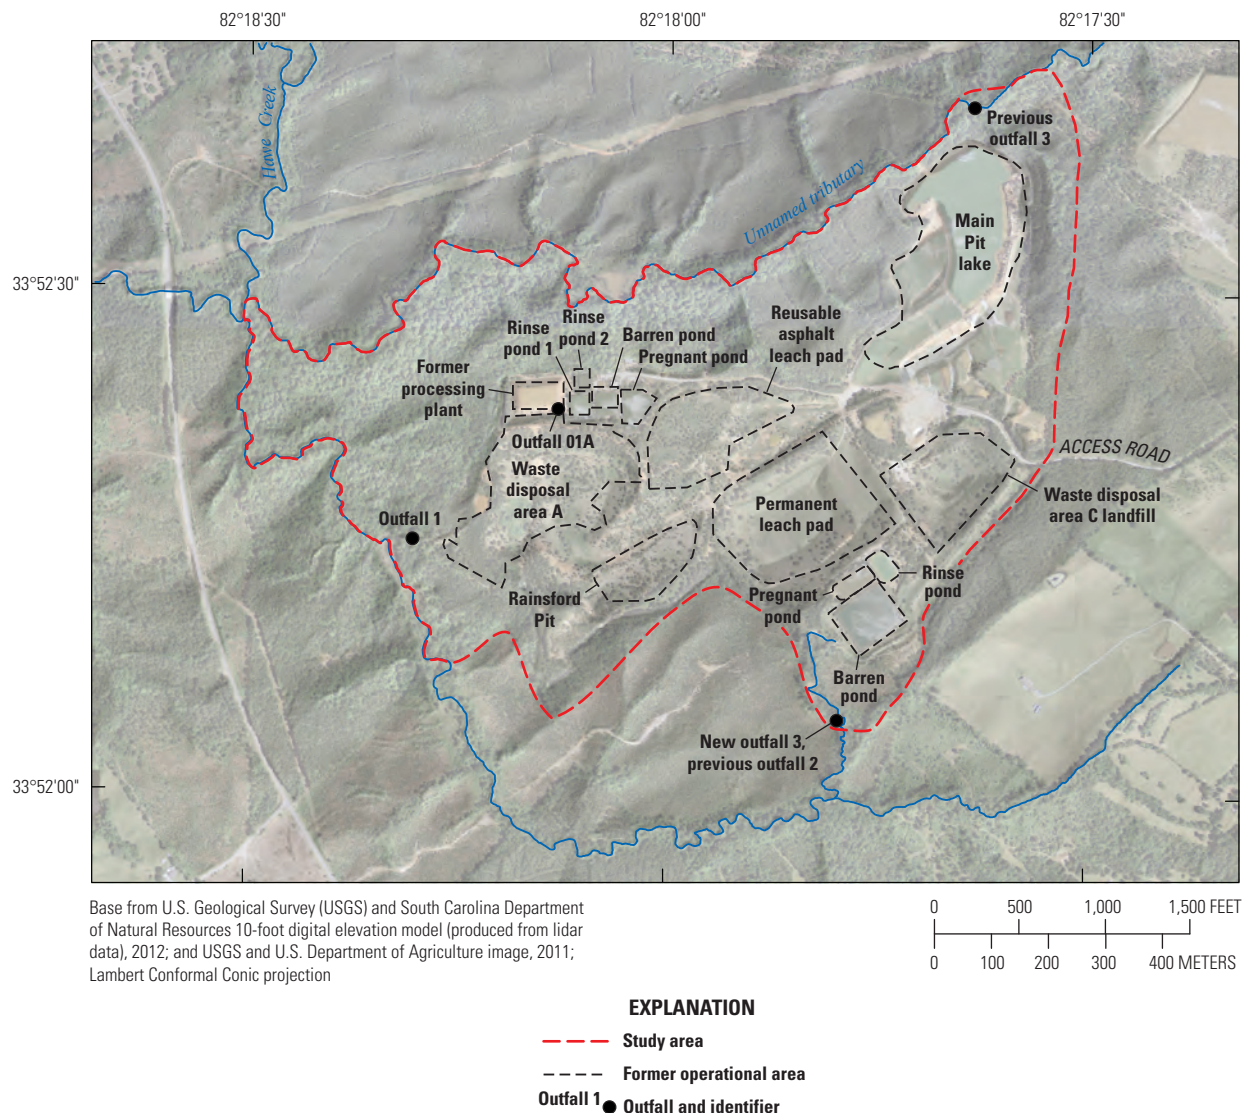 82°18'30"
82°18'00"
82°17'30"
33°52'30"
33°52'00"
Hawe Creek
Unnamed tributary
Previous
outfall 3
Main
Pit
lake
Reusable
asphalt
leach pad
Rinse
pond 2
Rinse
pond 1
Barren pond
Pregnant pond
Former
processing
plant
Outfall 01A
Waste
disposal
area A
ACCESS ROAD
Permanent
leach pad
Waste disposal
area C landfill
Outfall 1
Rainsford
Pit
Rinse
pond
Pregnant
pond
Barren
pond
New outfall 3,
previous outfall 2
Base from U.S. Geological Survey (USGS) and South Carolina Department
of Natural Resources 10-foot digital elevation model (produced from lidar
data), 2012; and USGS and U.S. Department of Agriculture image, 2011;
Lambert Conformal Conic projection
0 500 1,000 1,500 FEET
0 100 200 300 400 METERS
EXPLANATION
Study area
Former operational area
Outfall 1 Outfall and identifier